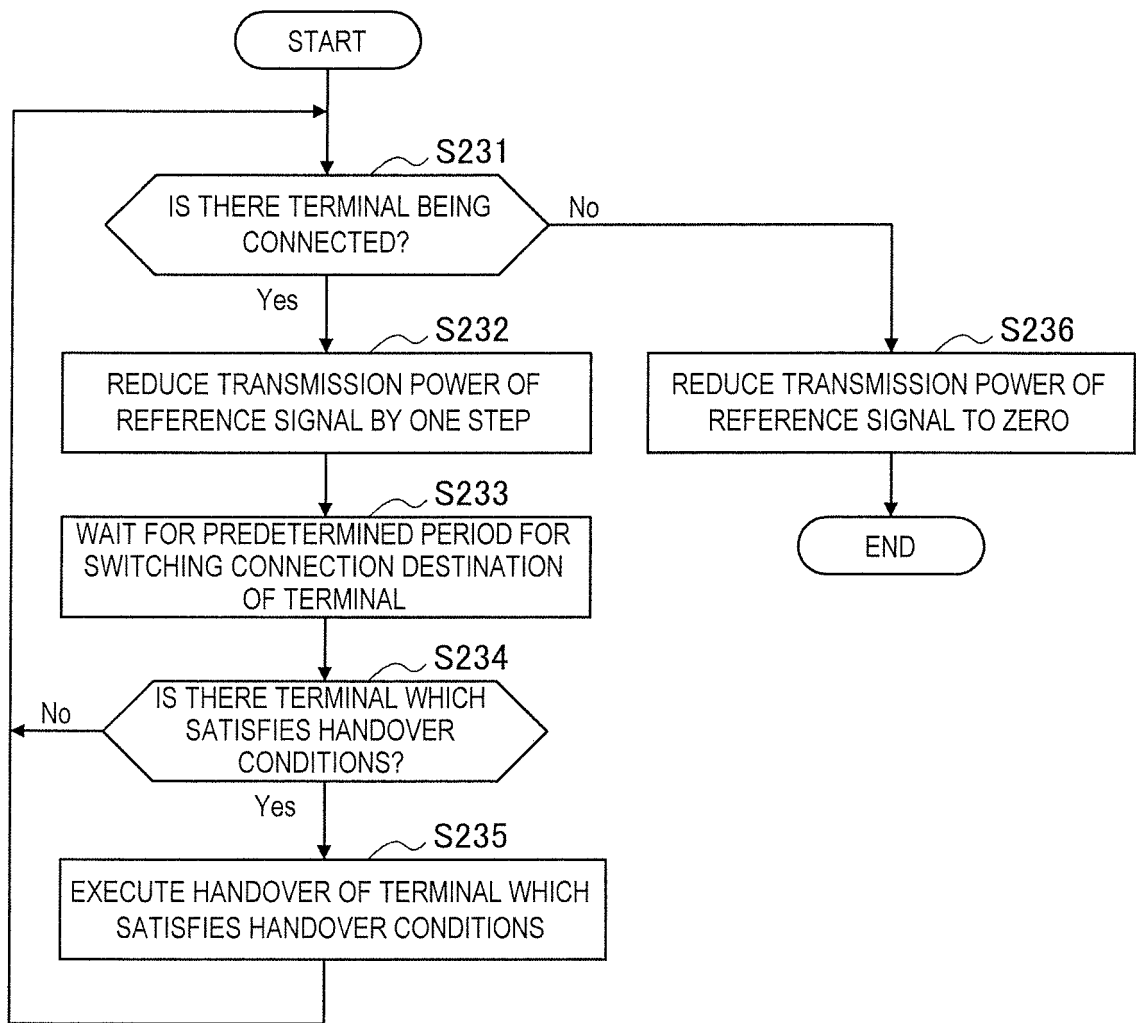 START
S231
IS THERE TERMINAL BEING
CONNECTED?
No
Yes
S232
REDUCE TRANSMISSION POWER OF
REFERENCE SIGNAL BY ONE STEP
S236
REDUCE TRANSMISSION POWER OF
REFERENCE SIGNAL TO ZERO
S233
WAIT FOR PREDETERMINED PERIOD FOR
SWITCHING CONNECTION DESTINATION
OF TERMINAL
END
S234
IS THERE TERMINAL WHICH
SATISFIES HANDOVER
CONDITIONS?
No
Yes
S235
EXECUTE HANDOVER OF TERMINAL WHICH
SATISFIES HANDOVER CONDITIONS